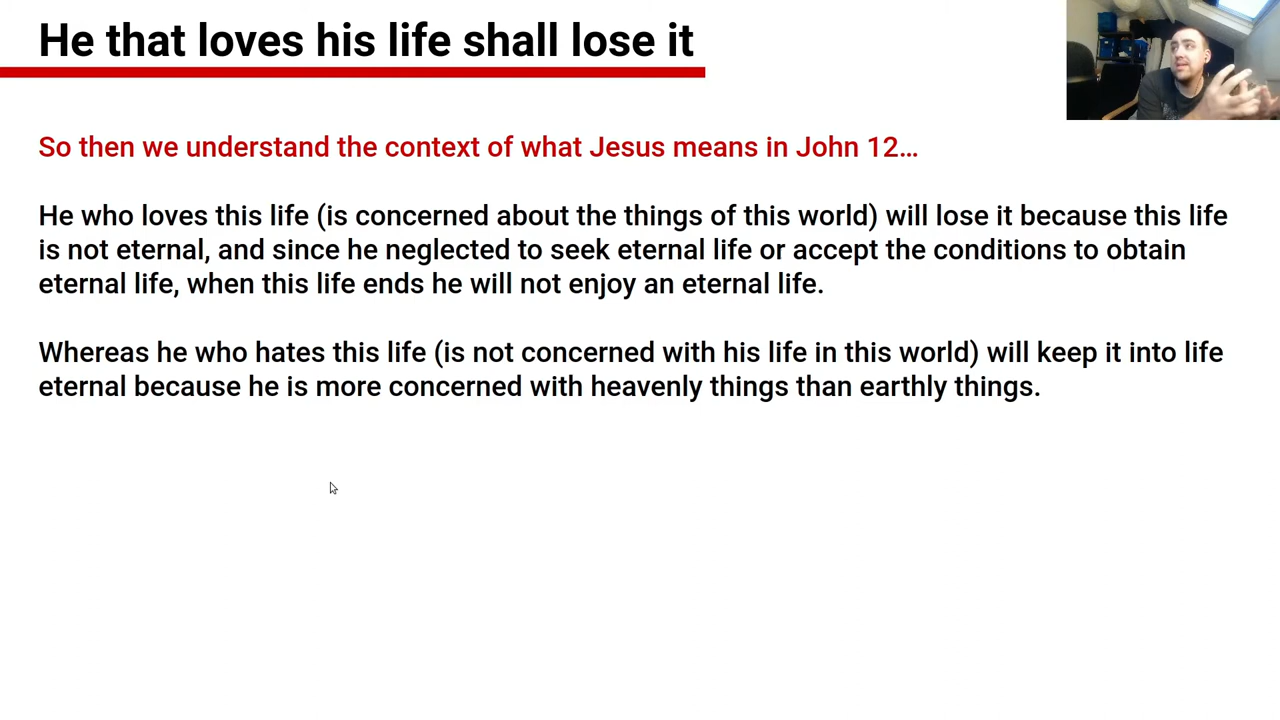 He that loves his life shall lose it
So then we understand the context of what Jesus means in John 12…
He who loves this life (is concerned about the things of this world) will lose it because this life
is not eternal, and since he neglected to seek eternal life or accept the conditions to obtain
eternal life, when this life ends he will not enjoy an eternal life.
Whereas he who hates this life (is not concerned with his life in this world) will keep it into life
eternal because he is more concerned with heavenly things than earthly things.